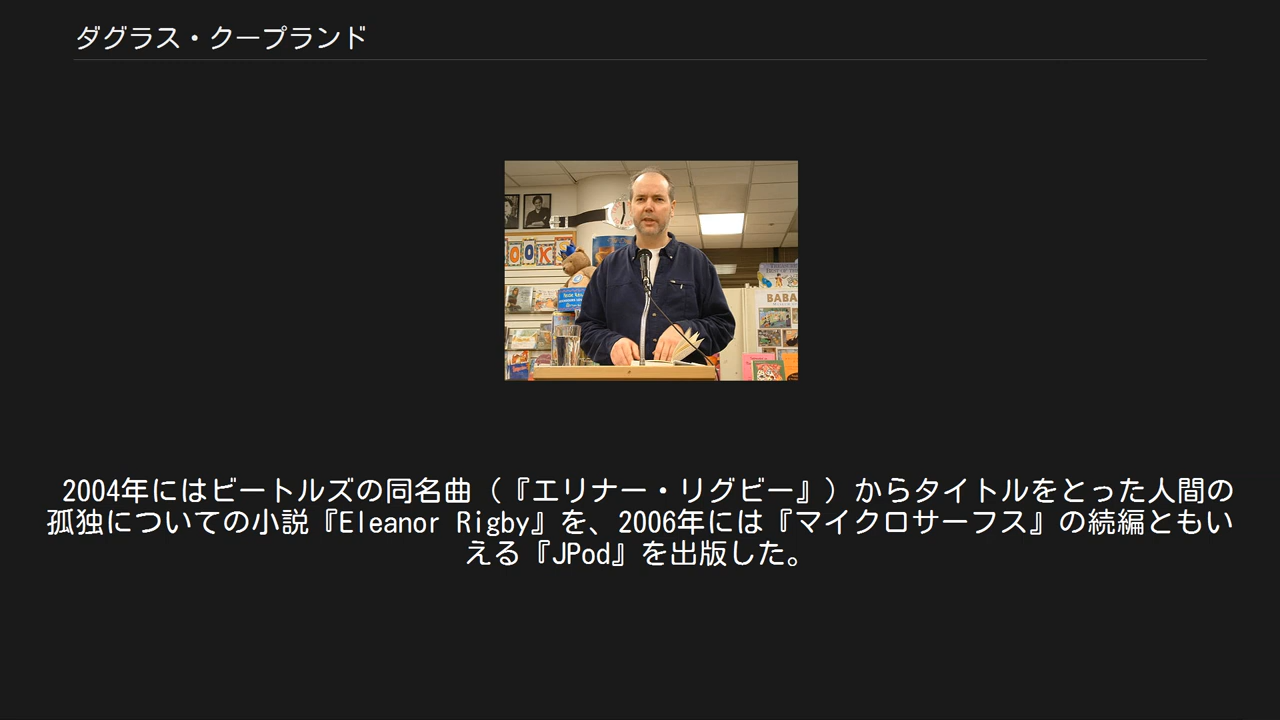 ダグラス・クープランド
OOK
BABA
2004年にはビートルズの同名曲（『エリナー・リグビー』）からタイトルをとった人間の
孤独についての小説『Eleanor Rigby』を、2006年には『マイクロサーフス』の続編ともい
える『JPod』を出版した。